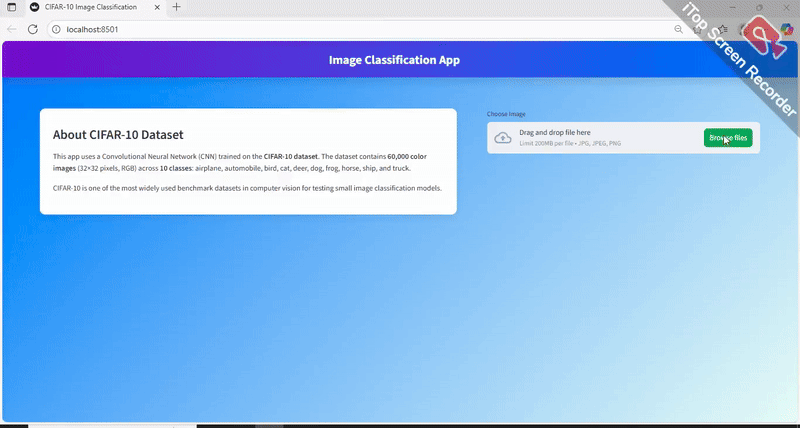 CIFAR-10 Image Classification
localhost:8501
iTop Screen Recorder
Image Classification App
About CIFAR-10 Dataset
This app uses a Convolutional Neural Network (CNN) trained on the CIFAR-10 dataset. The dataset contains 60,000 color
images (32×32 pixels, RGB) across 10 classes: airplane, automobile, bird, cat, deer, dog, frog, horse, ship, and truck.
CIFAR-10 is one of the most widely used benchmark datasets in computer vision for testing small image classification models.
Choose Image
Drag and drop file here
Limit 200MB per file • JPG, JPEG, PNG
Browse files